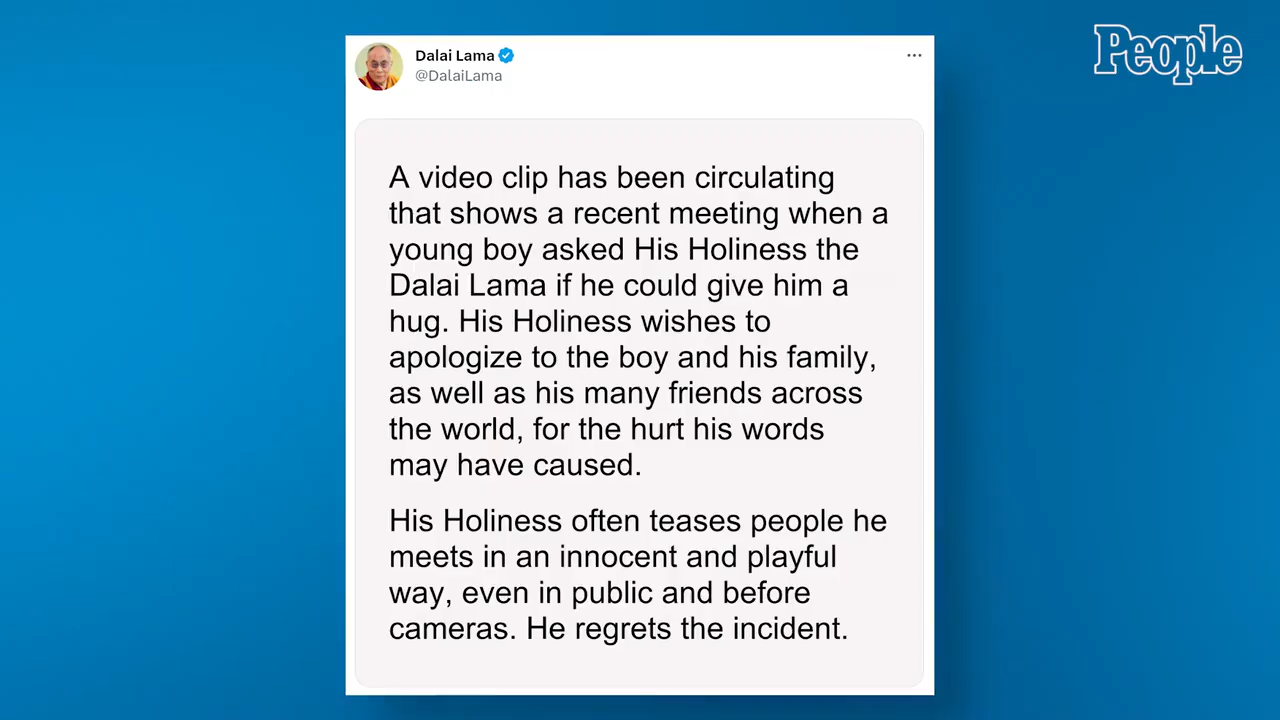 People
Dalai Lama
@DalaiLama
A video clip has been circulating
that shows a recent meeting when a
young boy asked His Holiness the
Dalai Lama if he could give him a
hug. His Holiness wishes to
apologize to the boy and his family,
as well as his many friends across
the world, for the hurt his words
may have caused.
His Holiness often teases people he
meets in an innocent and playful
way, even in public and before
cameras. He regrets the incident.